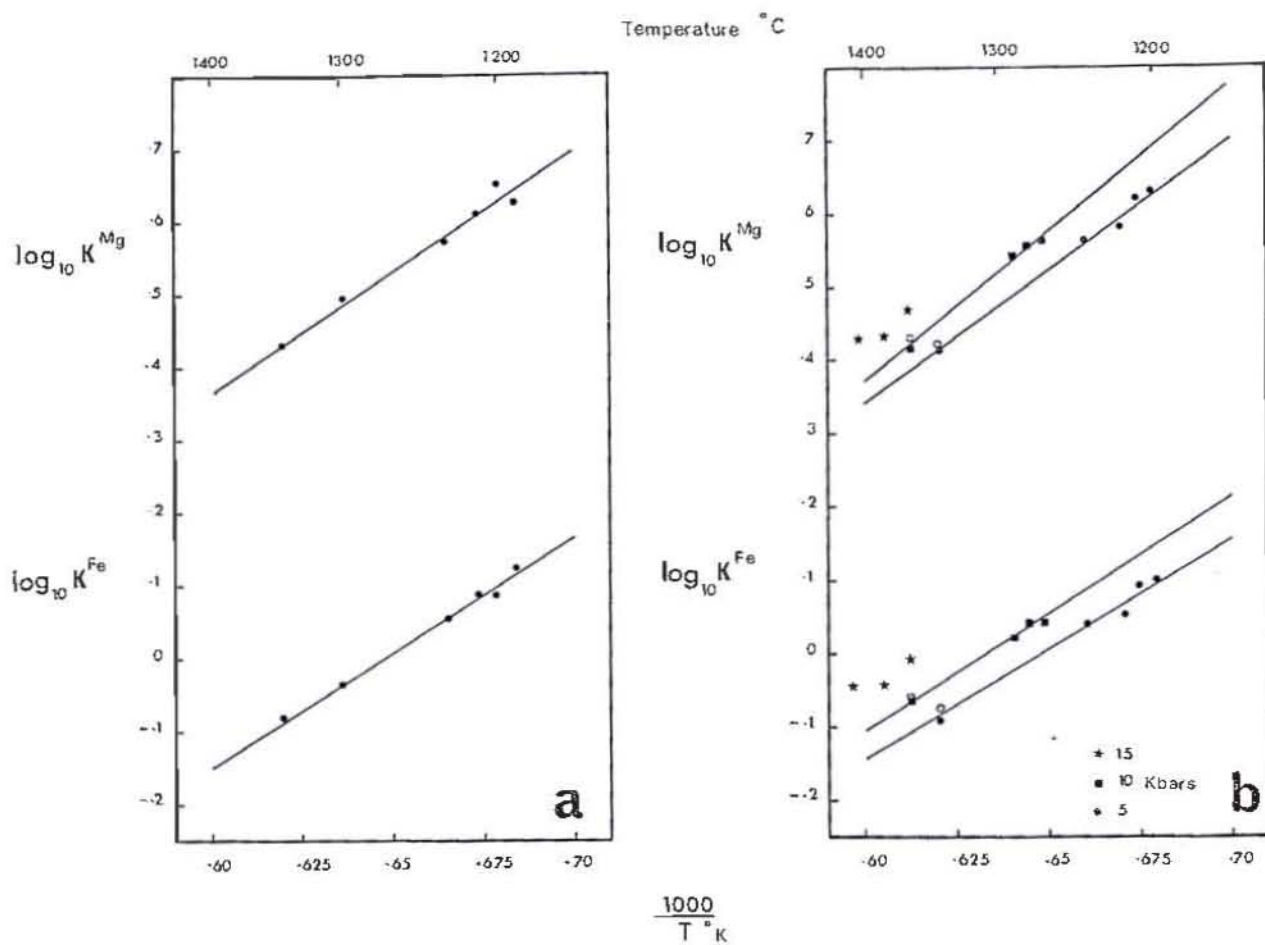 Temperature °C
1400 1300 1200
1400 1300 1200
·7
·6
·5
·4
·3
·2
·1
0
-·1
-·2
log10 K^Mg
log10 K^Fe
a
·60 ·625 ·65 ·675 ·70
·7
·6
·5
·4
·3
·2
·1
0
-·1
-·2
log10 K^Mg
log10 K^Fe
★ 15
■ 10 Kbars
● 5
b
·60 ·625 ·65 ·675 ·70
1000
T °K